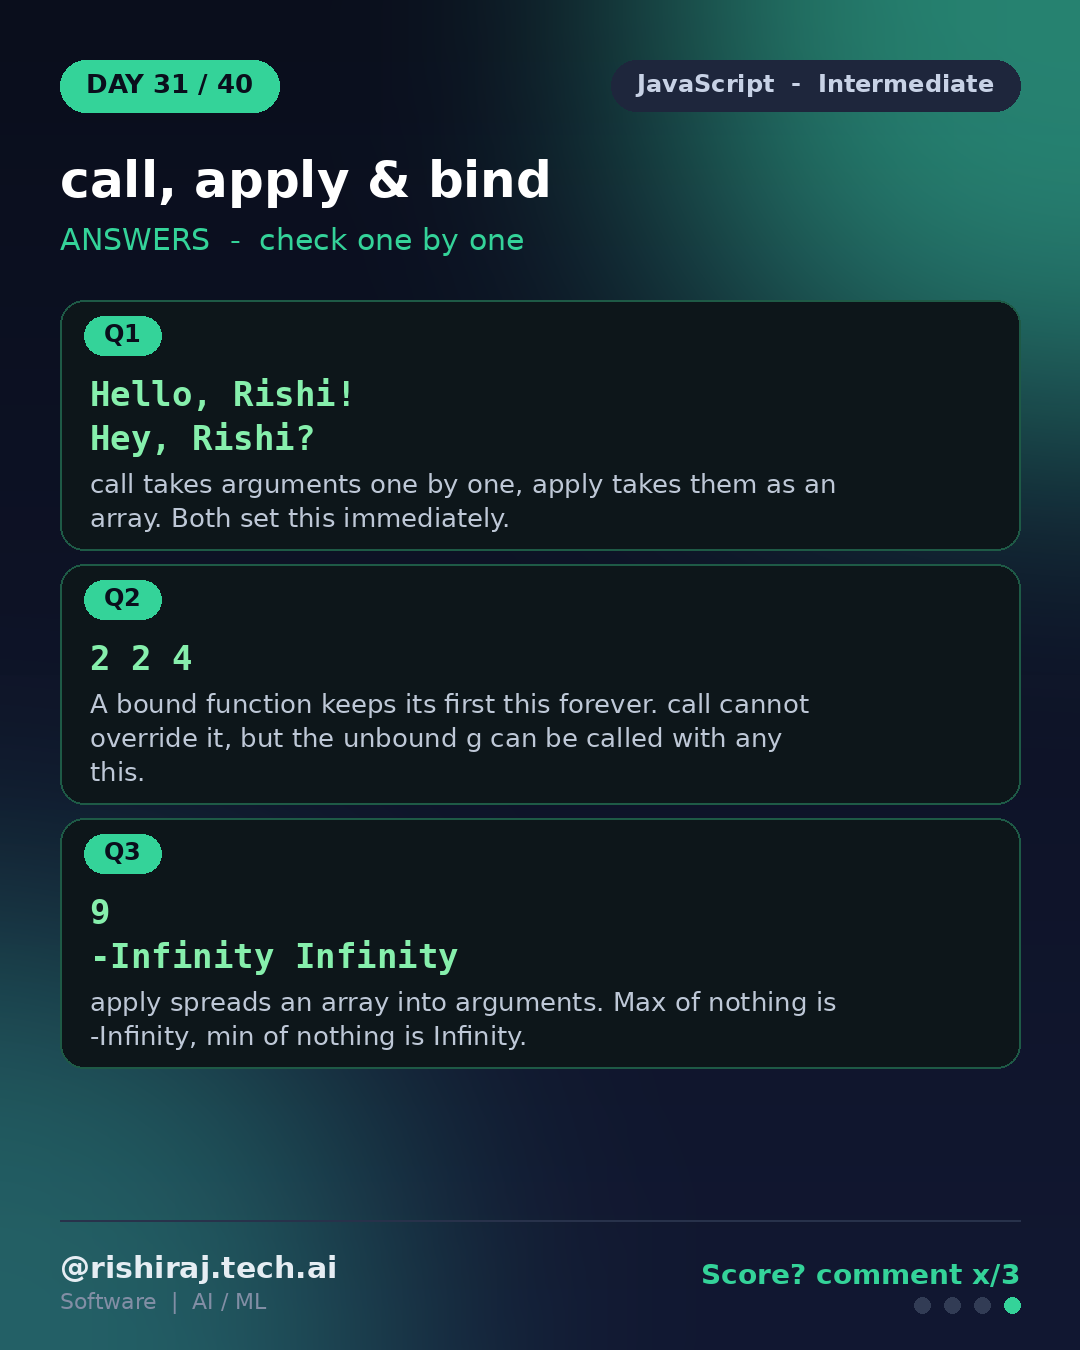 DAY 31 / 40
JavaScript - Intermediate
call, apply & bind
ANSWERS - check one by one
Q1
Hello, Rishi!
Hey, Rishi?
call takes arguments one by one, apply takes them as an
array. Both set this immediately.
Q2
2 2 4
A bound function keeps its first this forever. call cannot
override it, but the unbound g can be called with any
this.
Q3
9
-Infinity Infinity
apply spreads an array into arguments. Max of nothing is
-Infinity, min of nothing is Infinity.
@rishiraj.tech.ai
Software | AI / ML
Score? comment x/3